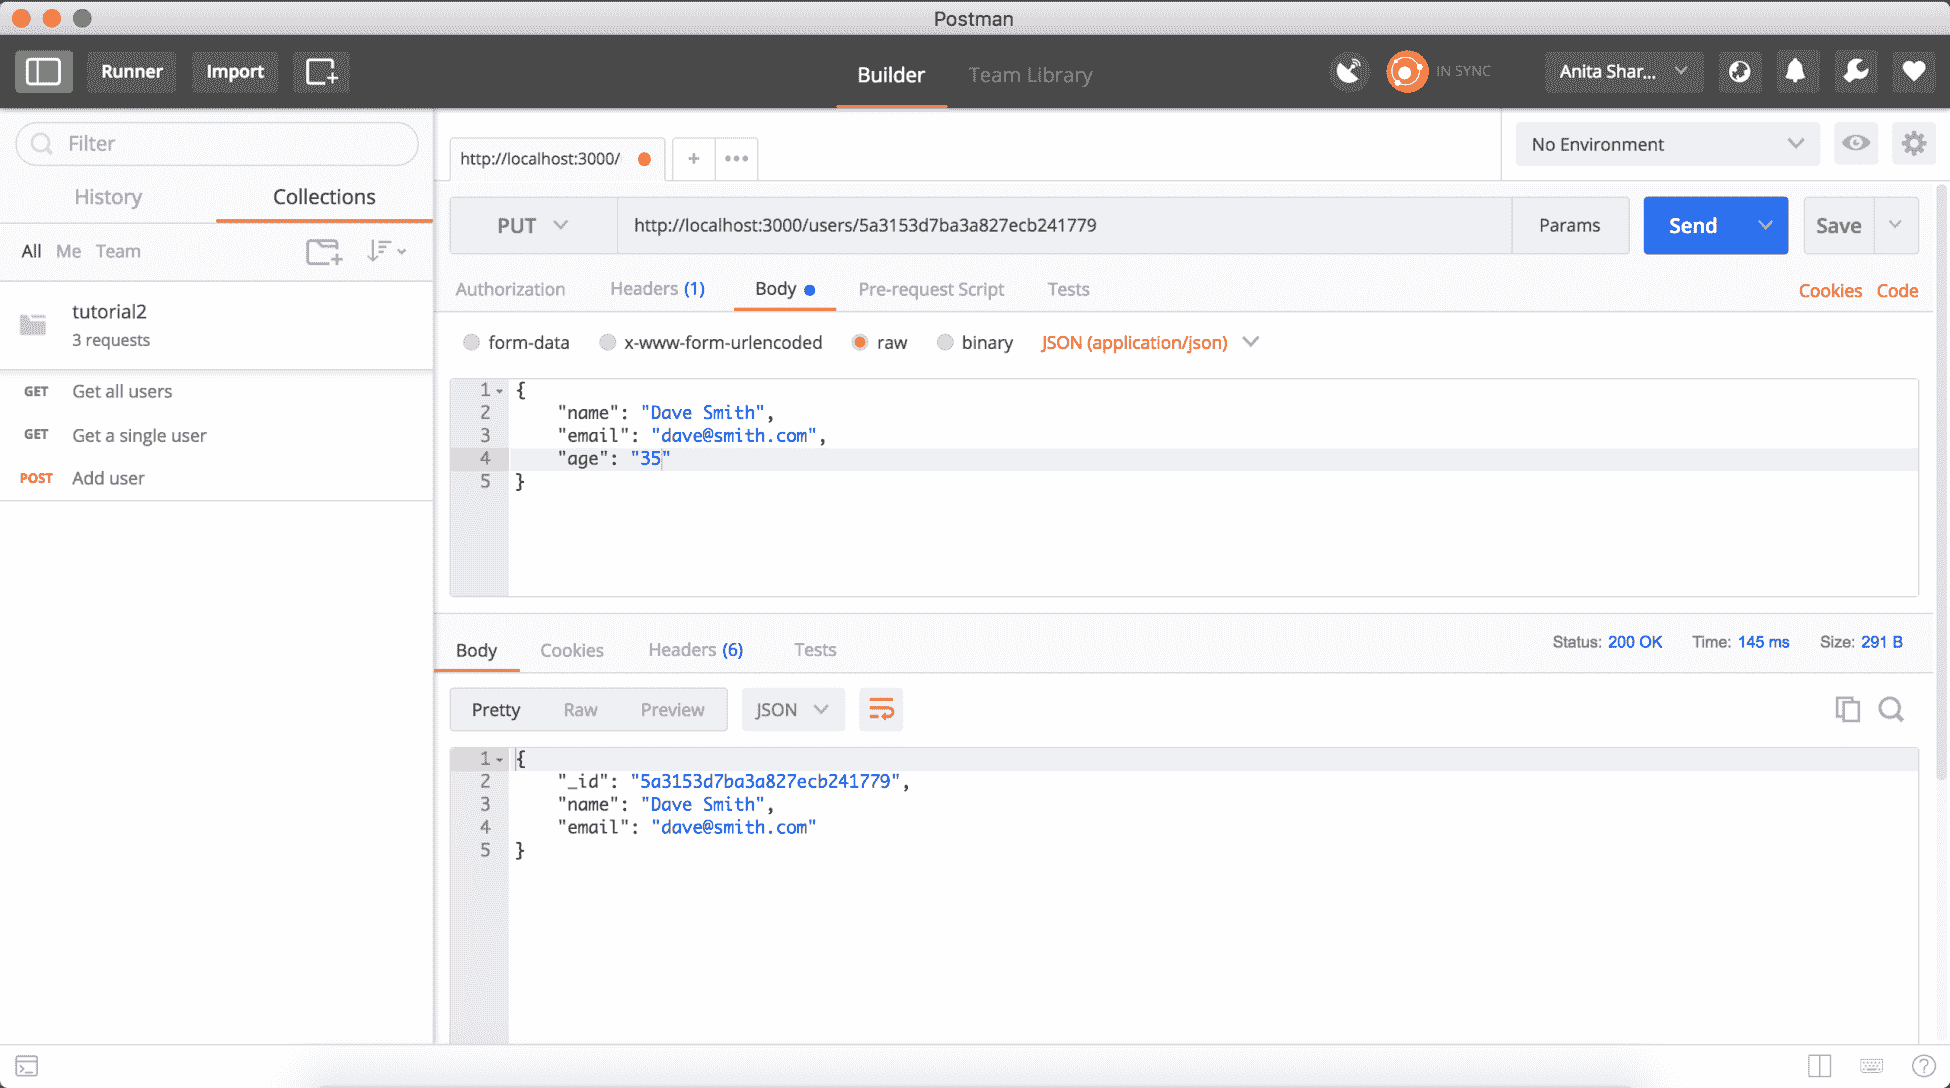 Postman
Runner Import Builder Team Library IN SYNC Anita Shar...
Filter
History Collections
All Me Team
tutorial2
3 requests
GET Get all users
GET Get a single user
POST Add user
http://localhost:3000/ + ••• No Environment
PUT http://localhost:3000/users/5a3153d7ba3a827ecb241779 Params Send Save
Authorization Headers (1) Body Pre-request Script Tests Cookies Code
form-data x-www-form-urlencoded raw binary JSON (application/json)
1 {
2 "name": "Dave Smith",
3 "email": "dave@smith.com",
4 "age": "35"
5 }
Body Cookies Headers (6) Tests Status: 200 OK Time: 145 ms Size: 291 B
Pretty Raw Preview JSON
1 {
2 "_id": "5a3153d7ba3a827ecb241779",
3 "name": "Dave Smith",
4 "email": "dave@smith.com"
5 }